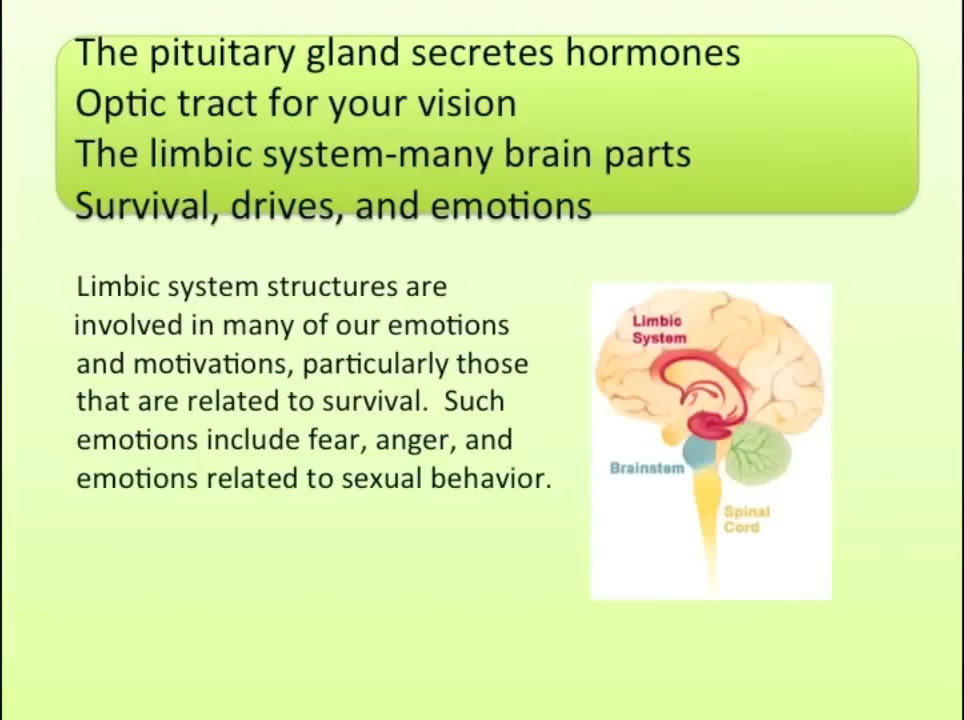 The pituitary gland secretes hormones
Optic tract for your vision
The limbic system-many brain parts
Survival, drives, and emotions
Limbic system structures are
involved in many of our emotions
and motivations, particularly those
that are related to survival.  Such
emotions include fear, anger, and
emotions related to sexual behavior.
Limbic
System
Brainstem
Spinal
Cord